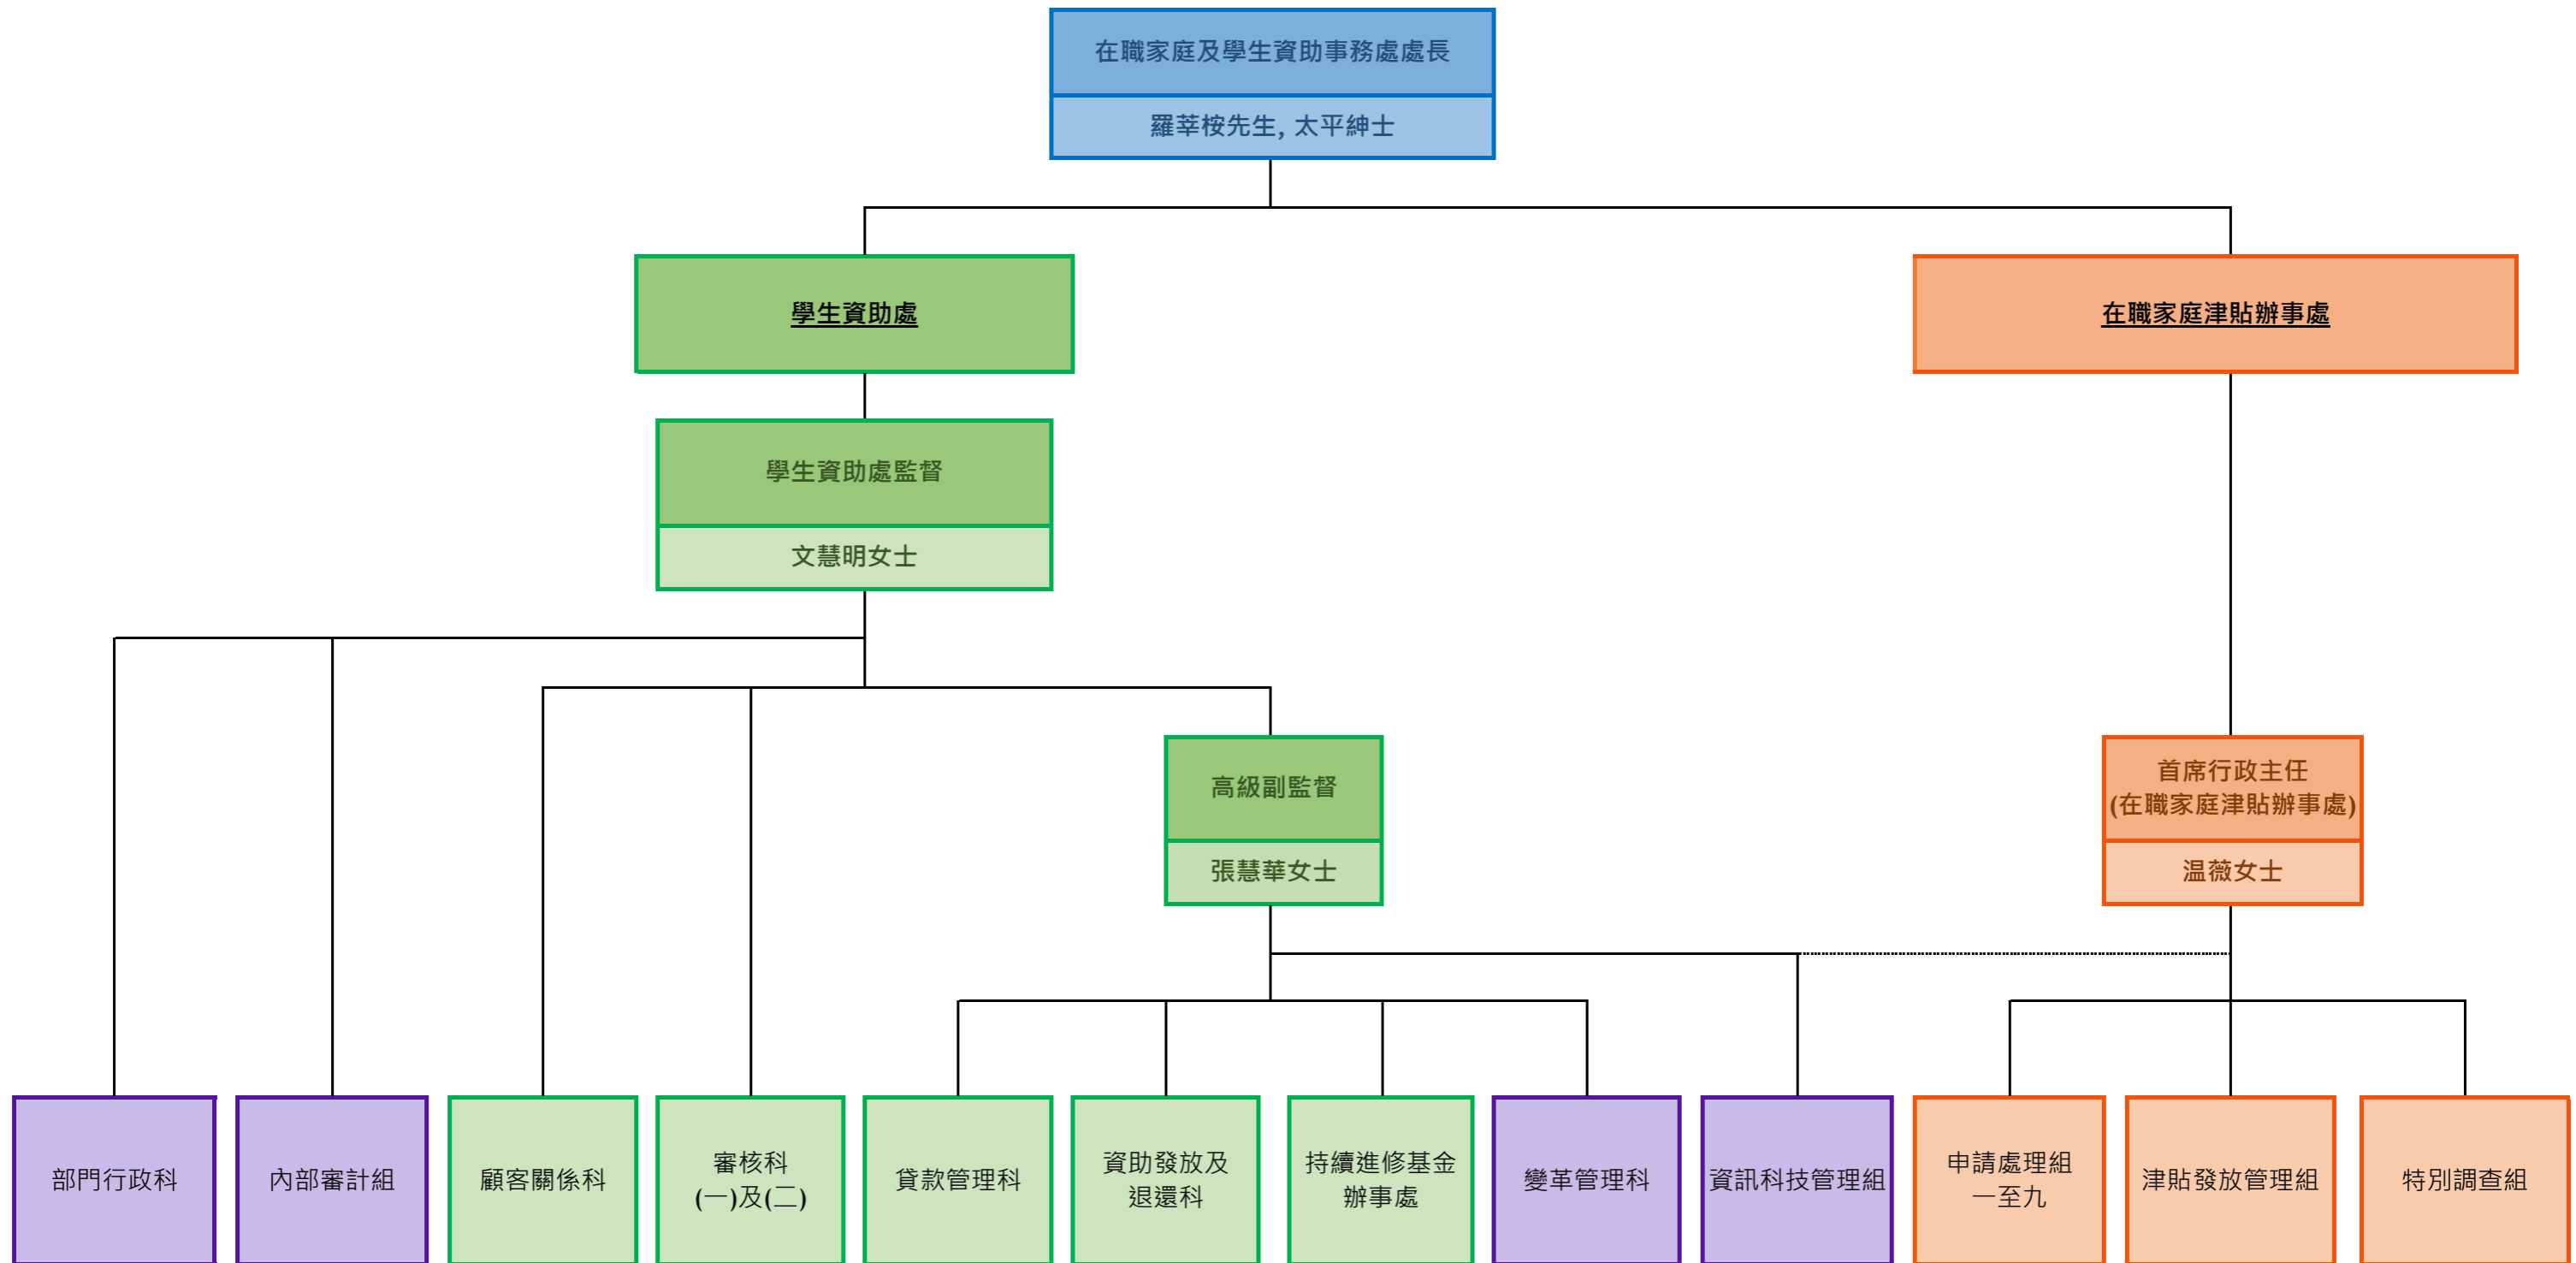 在職家庭及學生資助事務處處長
羅莘桉先生, 太平紳士
學生資助處
在職家庭津貼辦事處
學生資助處監督
文慧明女士
高級副監督
張慧華女士
首席行政主任
(在職家庭津貼辦事處)
温薇女士
部門行政科
內部審計組
顧客關係科
審核科
(一)及(二)
貸款管理科
資助發放及
退還科
持續進修基金
辦事處
變革管理科
資訊科技管理組
申請處理組
一至九
津貼發放管理組
特別調查組